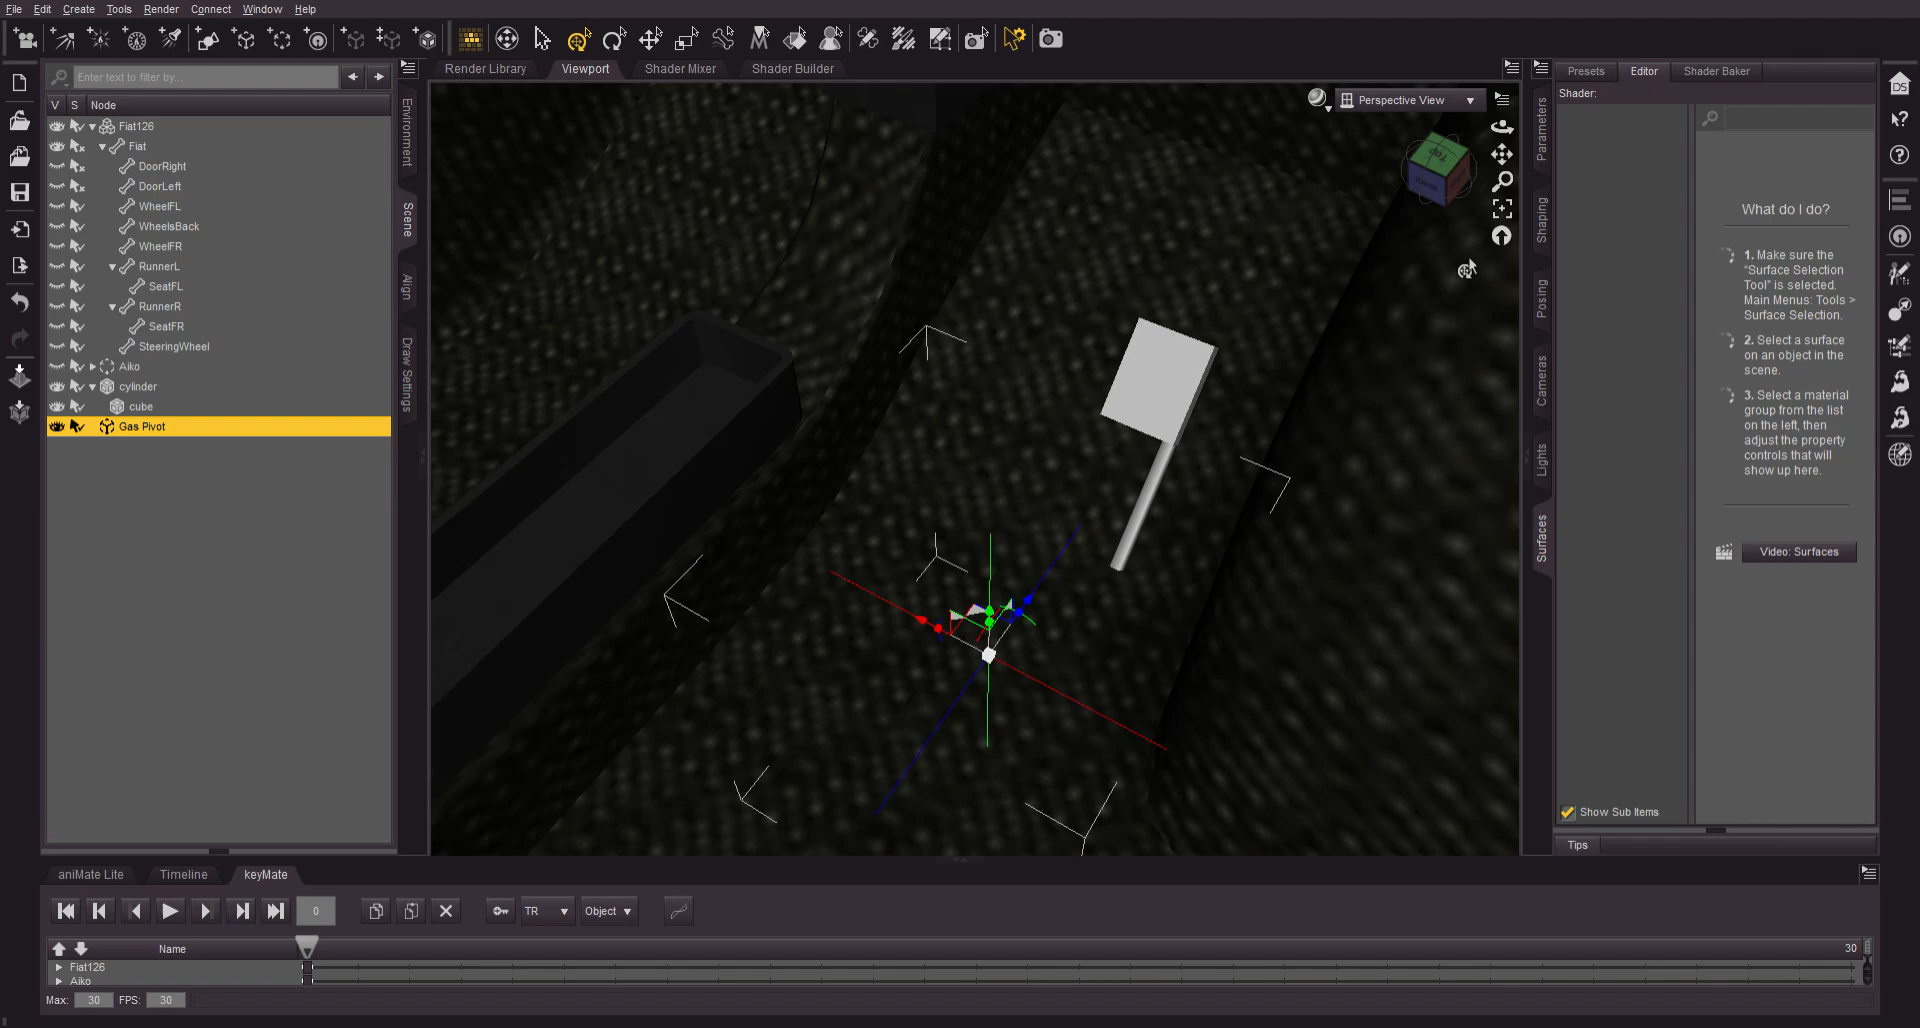 File Edit Create Tools Render Connect Window Help
Enter text to filter by...
V S Node
Fiat126
Fiat
DoorRight
DoorLeft
WheelFL
WheelsBack
WheelFR
RunnerL
SeatFL
RunnerR
SeatFR
SteeringWheel
Aiko
cylinder
cube
Gas Pivot
Environment
Scene
Align
Draw Settings
Render Library Viewport Shader Mixer Shader Builder
Perspective View
Top
Parameters
Shaping
Posing
Cameras
Lights
Surfaces
Presets Editor Shader Baker
Shader:
What do I do?
1. Make sure the
“Surface Selection
Tool” is selected.
Main Menus: Tools >
Surface Selection.
2. Select a surface
on an object in the
scene.
3. Select a material
group from the list
on the left, then
adjust the property
controls that will
show up here.
Video: Surfaces
Show Sub Items
Tips
DS
aniMate Lite Timeline keyMate
0 TR Object
Name 30
Fiat126
Aiko
Max: 30 FPS: 30